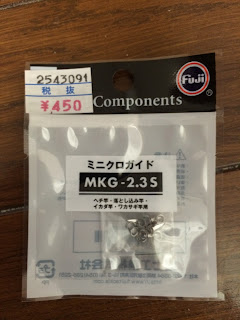 Fuji
2543091
税抜
¥450
Components
ミニクロガイド
MKG-2.3S
ヘチ竿・落とし込み竿・
イカダ竿・ワカサギ竿用